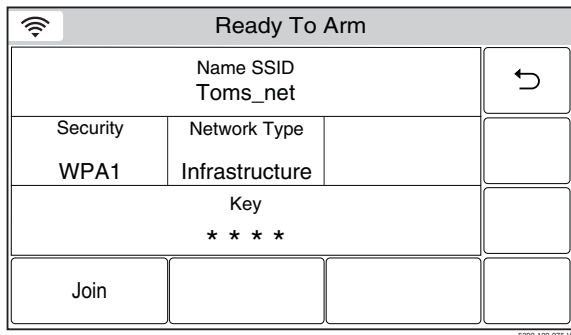 Ready To Arm
Name SSID
Toms_net
Security
Network Type
WPA1
Infrastructure
Key
* * * *
Join